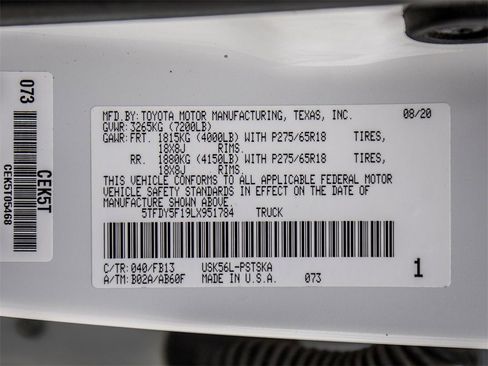 MFD.BY:TOYOTA MOTOR MANUFACTURING, TEXAS, INC. 08/20
GVWR:3265KG (7200LB)
GAWR:FRT. 1815KG (4000LB) WITH P275/65R18 TIRES,
18X8J RIMS.
RR. 1880KG (4150LB) WITH P275/65R18 TIRES,
18X8J RIMS.
THIS VEHICLE CONFORMS TO ALL APPLICABLE FEDERAL MOTOR
VEHICLE SAFETY STANDARDS IN EFFECT ON THE DATE OF
MANUFACTURE SHOWN ABOVE.
5TFDY5F19LX951784 TRUCK
C/TR:040/FB13 USK56L-PSTSKA
A/TM:B02A/AB60F MADE IN U.S.A. 073
1
073
CEK5T
CEK5T05468